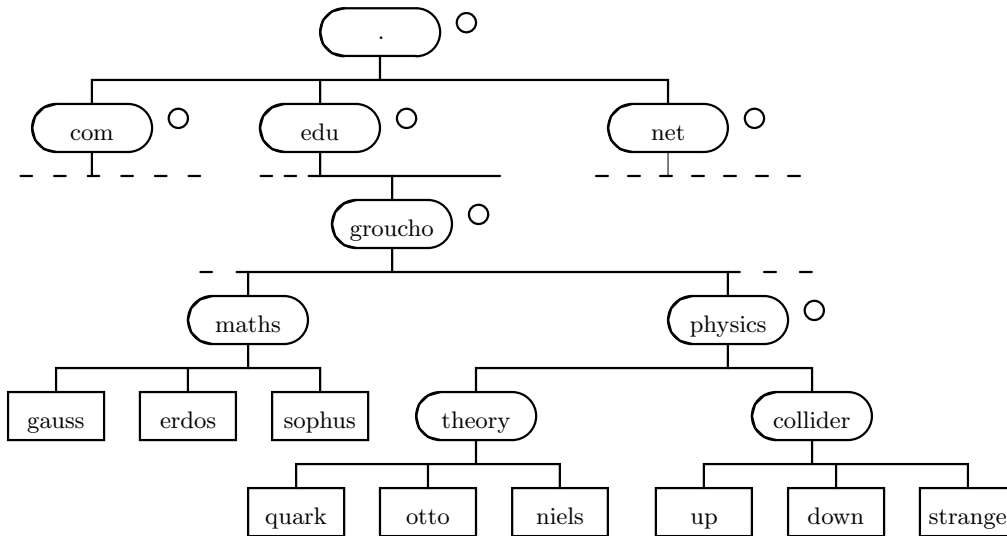 .
com edu net
groucho
maths physics
gauss erdos sophus theory collider
quark otto niels up down strange